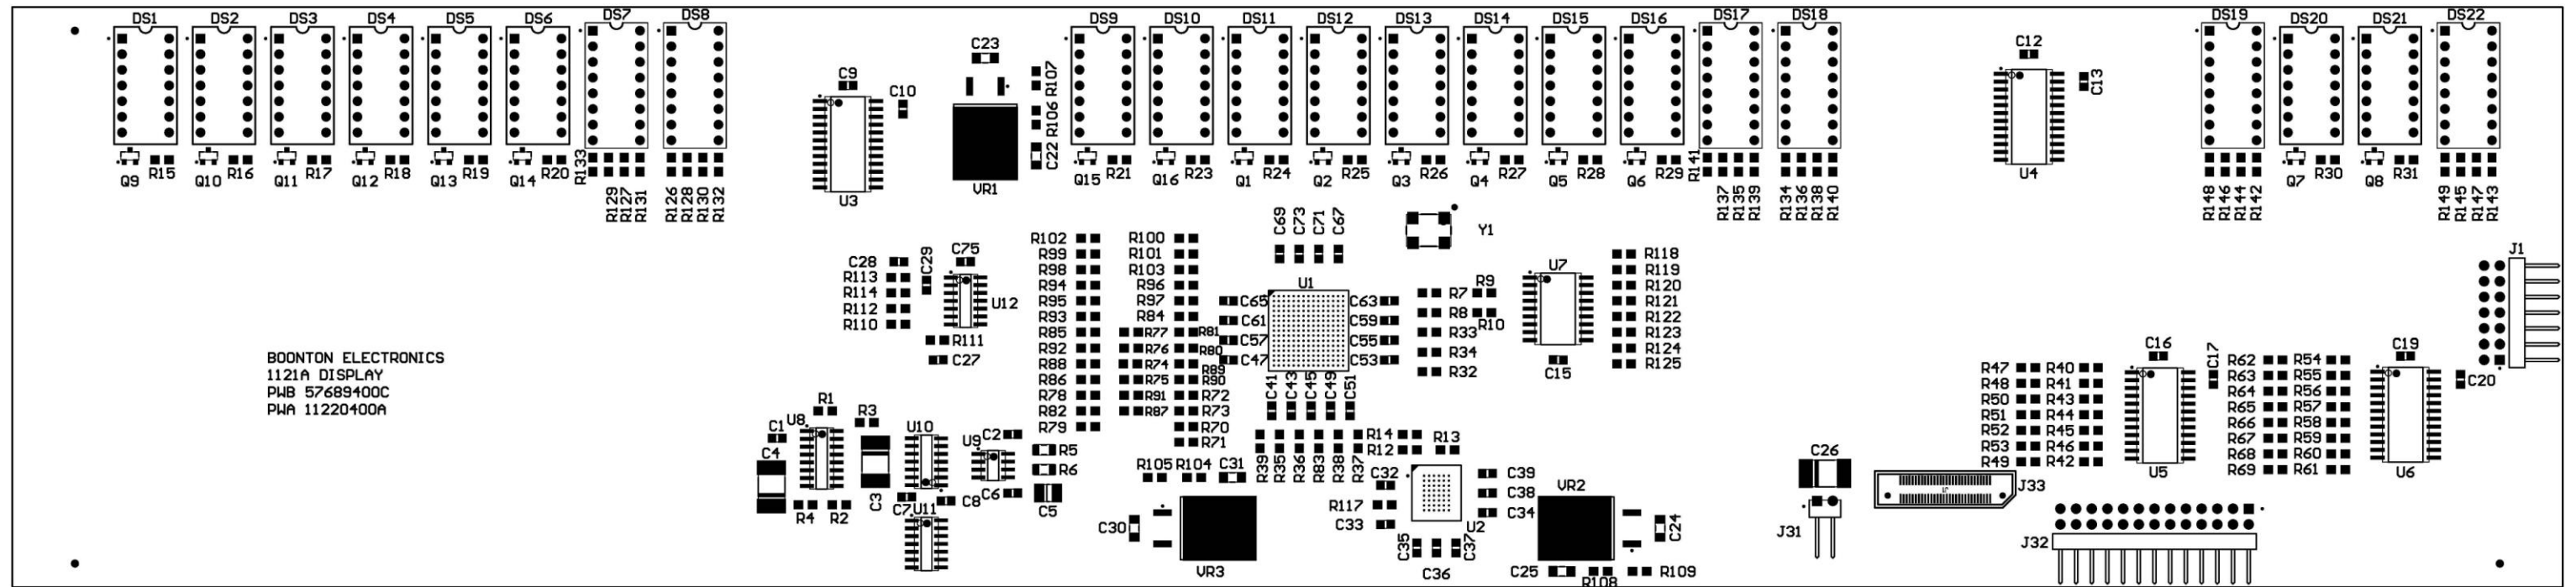 DS1 DS2 DS3 DS4 DS5 DS6 DS7 DS8 DS9 DS10 DS11 DS12 DS13 DS14 DS15 DS16 DS17 DS18 DS19 DS20 DS21 DS22
C23
C12
C9
C10
R107
C13
R106
C22
Q9 R15 Q10 R16 Q11 R17 Q12 R18 Q13 R19 Q14 R20 R133
R129 R127 R131 R126 R128 R130 R132
U3
VR1
Q15 R21 Q16 R23 Q1 R24 Q2 R25 Q3 R26 Q4 R27 Q5 R28 Q6 R29 R141
R137 R135 R139 R134 R136 R138 R140
U4
Q7 R30 Q8 R31
R148 R146 R144 R142
R149 R145 R147 R143
C69 C73 C71 C67
Y1
J1
C28
R113
R114
R112
R110
C29
C75
U12
R111
C27
R102
R99
R98
R94
R95
R93
R85
R92
R88
R86
R78
R82
R79
R100
R101
R103
R96
R97
R84
R77 R81
R76 R80
R74 R89
R75 R90
R91 R72
R87 R73
R70
R71
U1
C65 C63
C61 C59
C57 C55
C47 C53
C41 C43 C45 C49 C51
R7 R9
R8 R10
R33
R34
R32
U7
C15
R118
R119
R120
R121
R122
R123
R124
R125
BOONTON ELECTRONICS
1121A DISPLAY
PWB 57689400C
PWA 11220400A
R47 R40
R48 R41
R50 R43
R51 R44
R52 R45
R53 R46
R49 R42
C16
C17
U5
R62 R54
R63 R55
R64 R56
R65 R57
R66 R58
R67 R59
R68 R60
R69 R61
C19
C20
U6
R1
R3
U8
C1
C4
R4 R2
C3
U10
U9
C2
R5
R6
C6
C5
C7
C8
U11
R105 R104 C31
R39 R35 R36 R83 R38 R37
R14
R12
R13
C32
R117
C33
C39
C38
C34
U2
C35
C36
C37
C30
VR3
VR2
C24
C25
R108
R109
C26
J31
J33
J32